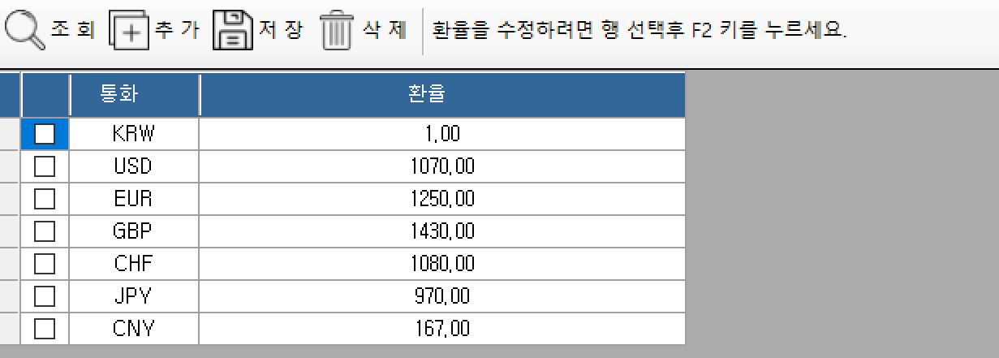 조 회 추 가 저 장 삭 제 환율을 수정하려면 행 선택후 F2 키를 누르세요.
통화 환율
KRW 1.00
USD 1070.00
EUR 1250.00
GBP 1430.00
CHF 1080.00
JPY 970.00
CNY 167.00